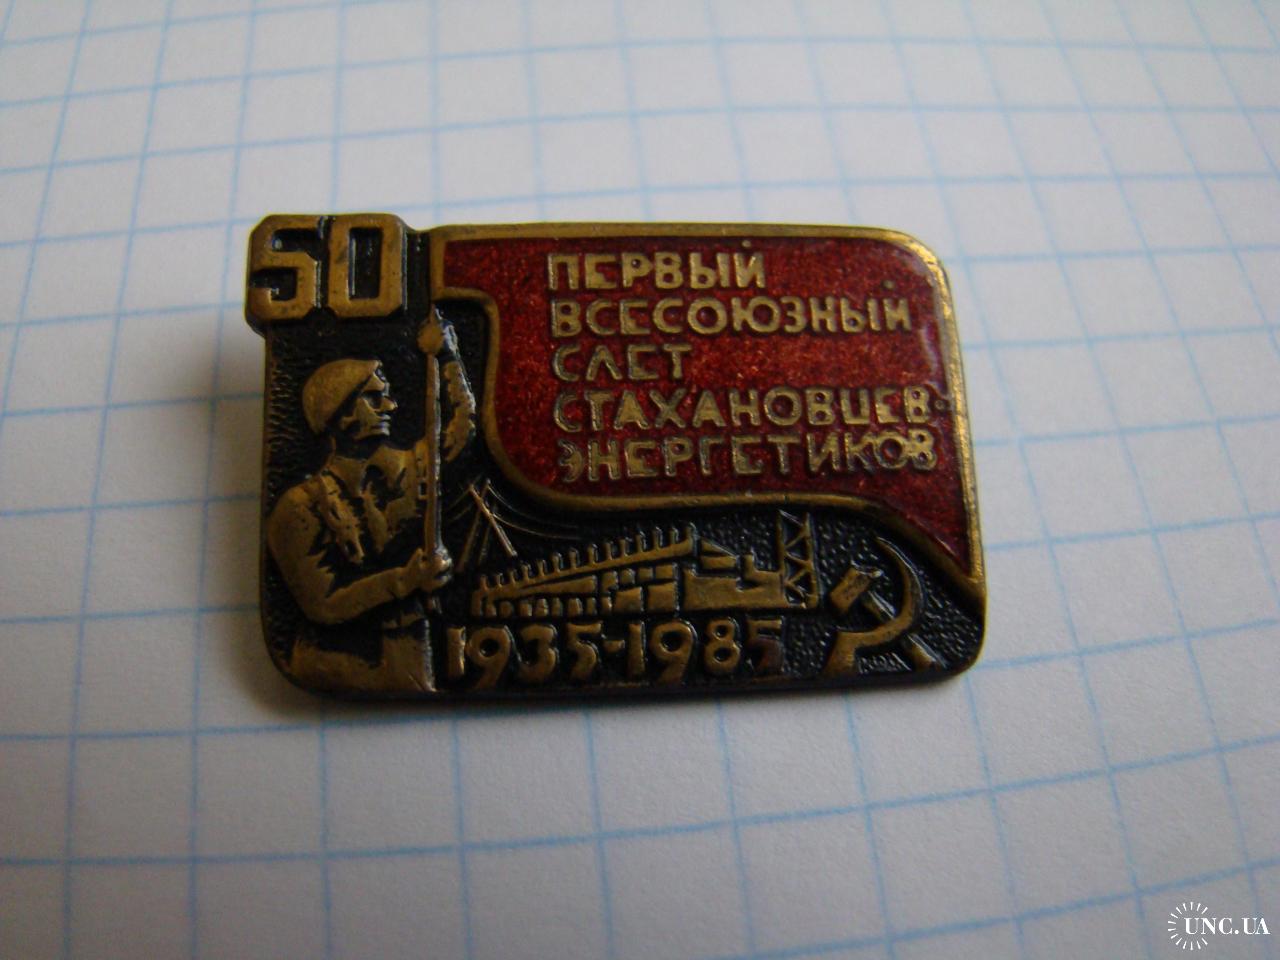 50
ПЕРВЫЙ
ВСЕСОЮЗНЫЙ
СЛЕТ
СТАХАНОВЦЕВ
ЭНЕРГЕТИКОВ
1935-1985
UNC.UA